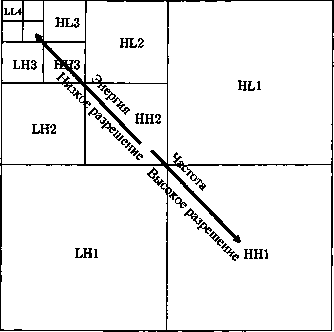 LL4
HL3
HL2
LH3
HH3
HL1
Энергия
Низкое разрешение
HH2
LH2
Частота
Высокое разрешение
LH1
HH1